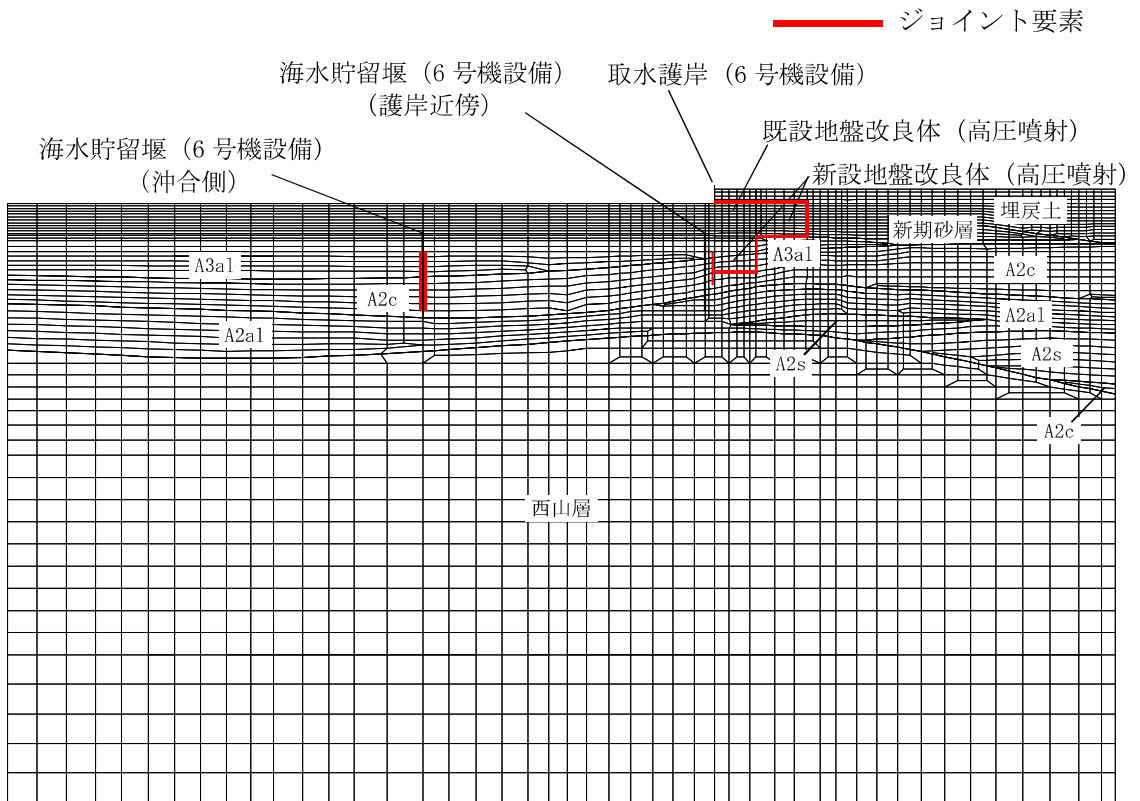 ジョイント要素
海水貯留堰（6 号機設備）
（護岸近傍）
取水護岸（6 号機設備）
既設地盤改良体（高圧噴射）
海水貯留堰（6 号機設備）
（沖合側）
新設地盤改良体（高圧噴射）
埋戻土
新期砂層
A3al
A3al
A2c
A2c
A2al
A2al
A2s
A2s
A2c
西山層